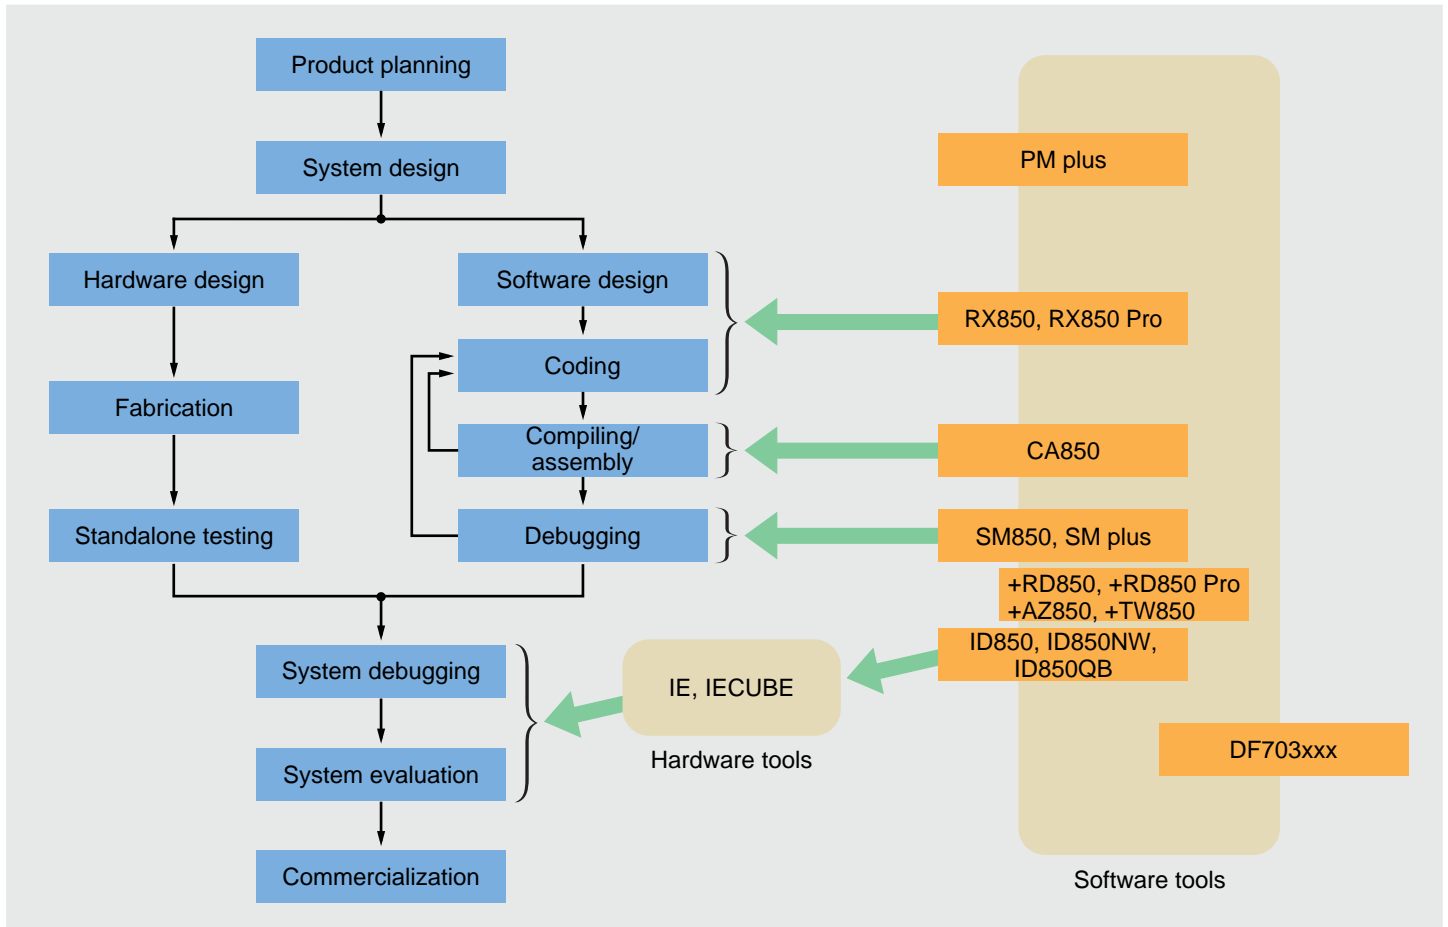 Product planning
System design
Hardware design
Software design
Coding
Fabrication
Compiling/
assembly
Standalone testing
Debugging
System debugging
System evaluation
Commercialization
IE, IECUBE
Hardware tools
PM plus
RX850, RX850 Pro
CA850
SM850, SM plus
+RD850, +RD850 Pro
+AZ850, +TW850
ID850, ID850NW,
ID850QB
DF703xxx
Software tools